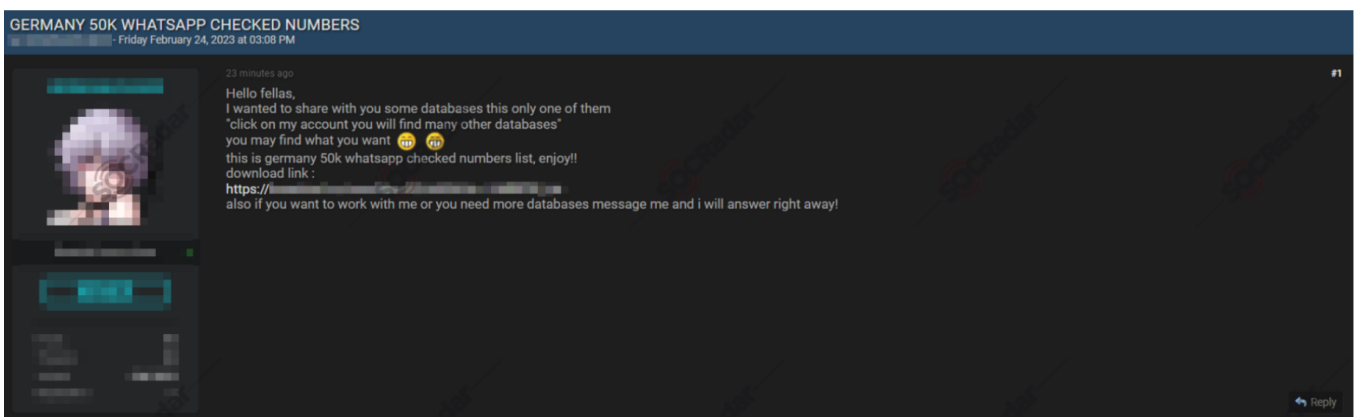 GERMANY 50K WHATSAPP CHECKED NUMBERS
- Friday February 24, 2023 at 03:08 PM
23 minutes ago
#1
Hello fellas,
I wanted to share with you some databases this only one of them
"click on my account you will find many other databases"
you may find what you want
this is germany 50k whatsapp checked numbers list, enjoy!!
download link :
https://
also if you want to work with me or you need more databases message me and i will answer right away!
SOCRadar
SOCRadar
SOCRadar
SOCRadar
Reply